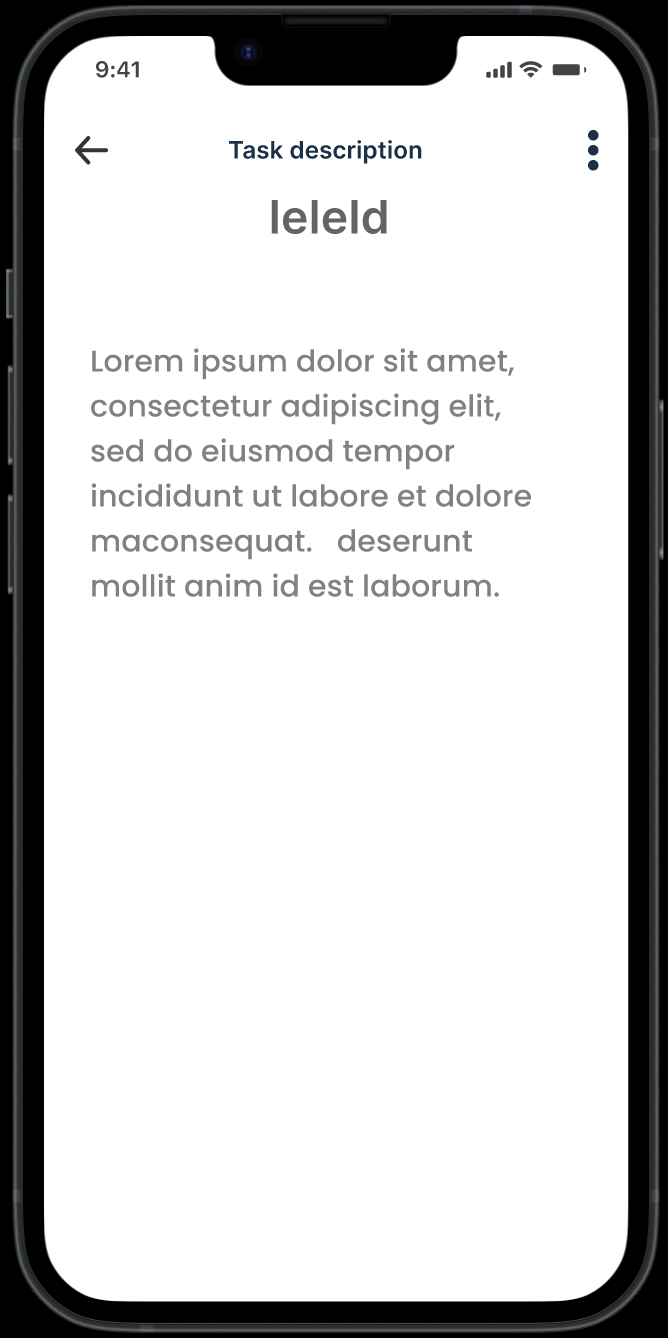 9:41
Task description
leleld
Lorem ipsum dolor sit amet,
consectetur adipiscing elit,
sed do eiusmod tempor
incididunt ut labore et dolore
maconsequat.   deserunt
mollit anim id est laborum.